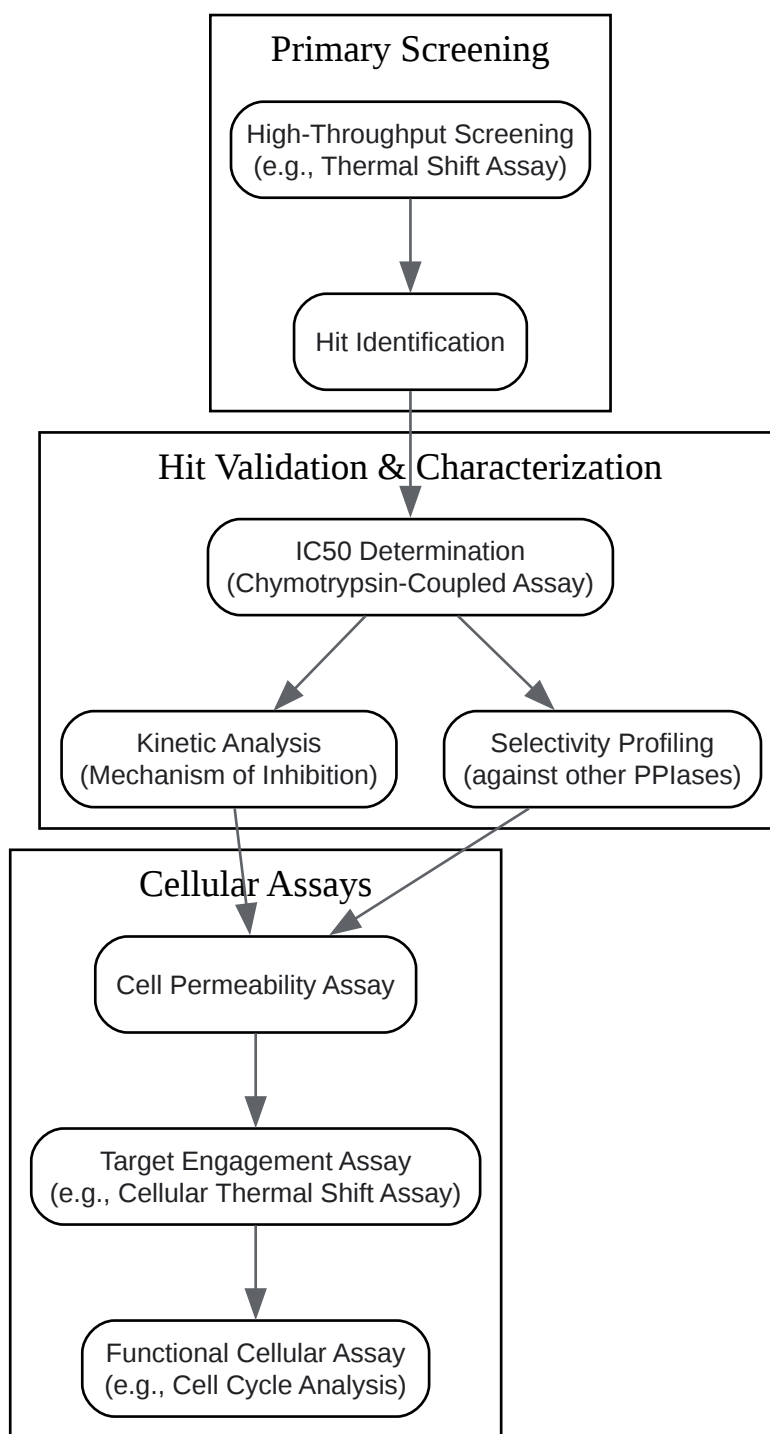 Primary Screening
High-Throughput Screening
(e.g., Thermal Shift Assay)
Hit Identification
Hit Validation & Characterization
IC50 Determination
(Chymotrypsin-Coupled Assay)
Kinetic Analysis
(Mechanism of Inhibition)
Selectivity Profiling
(against other PPIases)
Cellular Assays
Cell Permeability Assay
Target Engagement Assay
(e.g., Cellular Thermal Shift Assay)
Functional Cellular Assay
(e.g., Cell Cycle Analysis)